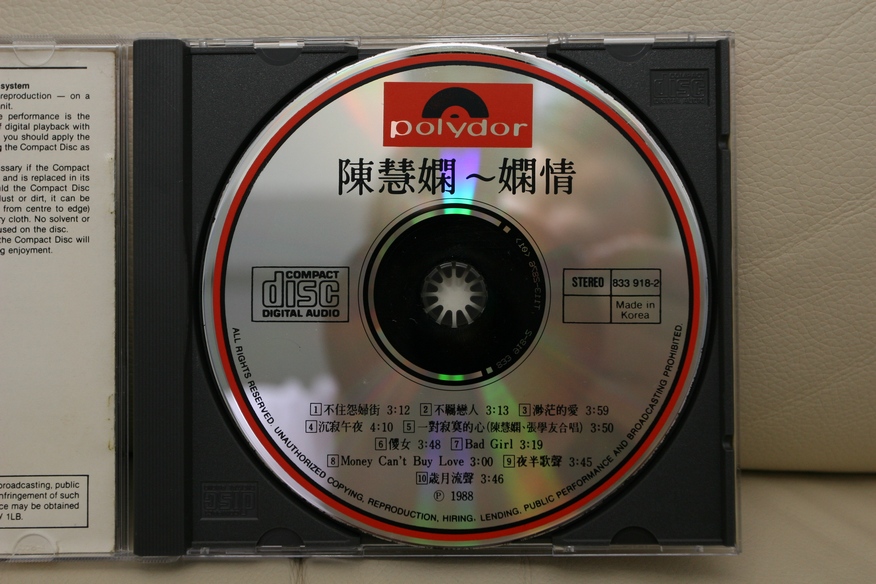 system
reproduction — on a
nit.
e performance is the
f digital playback with
you should apply the
g the Compact Disc as
ssary if the Compact
and is replaced in its
ld the Compact Disc
dust or dirt, it can be
from centre to edge)
ry cloth. No solvent or
used on the disc.
the Compact Disc will
g enjoyment.
broadcasting, public
nfringement of such
ce may be obtained
/ 1LB.
polydor
陳慧嫻～嫻情
COMPACT
disc
DIGITAL AUDIO
STEREO 833 918-2
Made in
Korea
1 不住怨婦街 3:12 2 不羈戀人 3:13 3 渺茫的愛 3:59
4 沉寂午夜 4:10 5 一對寂寞的心(陳慧嫻、張學友合唱) 3:50
6 傻女 3:48 7 Bad Girl 3:19
8 Money Can't Buy Love 3:00 9 夜半歌聲 3:45
10 歲月流聲 3:46
Ⓟ 1988
ALL RIGHTS RESERVED. UNAUTHORIZED COPYING, REPRODUCTION, HIRING, LENDING, PUBLIC PERFORMANCE AND BROADCASTING PROHIBITED.